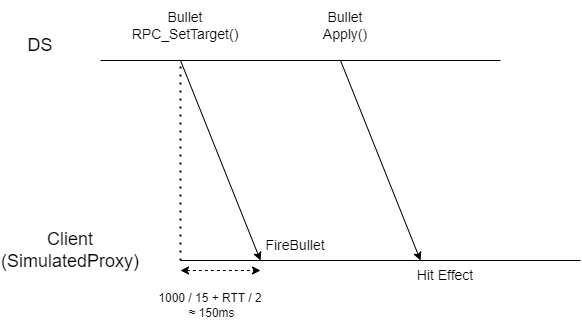 Bullet
RPC_SetTarget()
Bullet
Apply()
DS
Client
(SimulatedProxy)
FireBullet
Hit Effect
1000 / 15 + RTT / 2
≈ 150ms